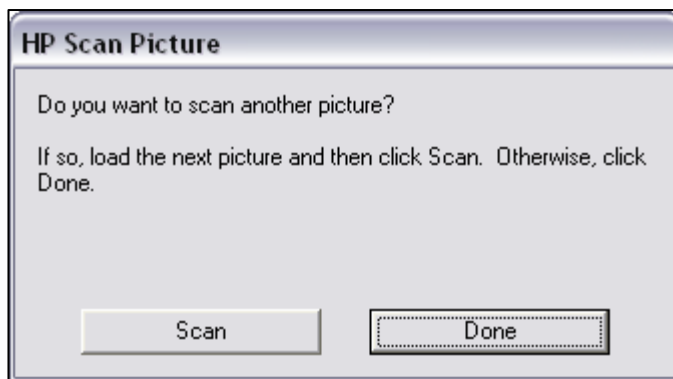 HP Scan Picture
Do you want to scan another picture?
If so, load the next picture and then click Scan.  Otherwise, click
Done.
Scan
Done